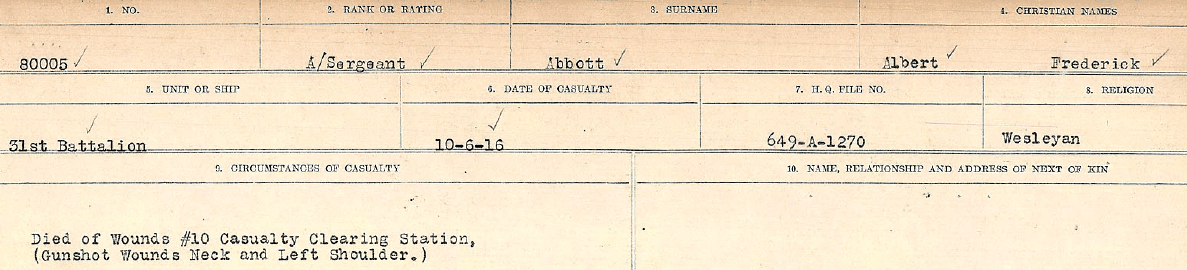 1. NO. 2. RANK OR RATING 3. SURNAME 4. CHRISTIAN NAMES
80005 A/Sergeant Abbott Albert Frederick
5. UNIT OR SHIP 6. DATE OF CASUALTY 7. H. Q. FILE NO. 8. RELIGION
31st Battalion 10-6-16 649-A-1270 Wesleyan
9. CIRCUMSTANCES OF CASUALTY 10. NAME, RELATIONSHIP AND ADDRESS OF NEXT OF KIN
Died of Wounds #10 Casualty Clearing Station,
(Gunshot Wounds Neck and Left Shoulder.)